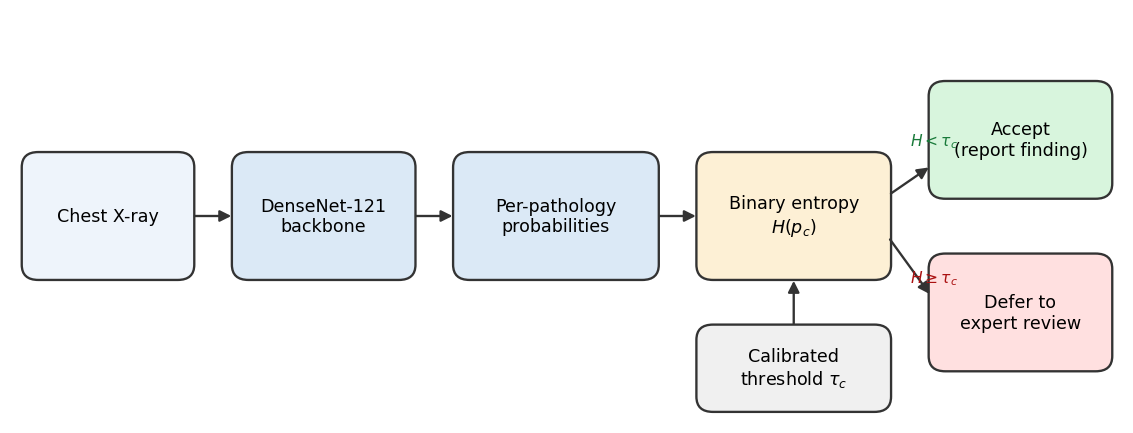 Chest X-ray
DenseNet-121
backbone
Per-pathology
probabilities
Binary entropy
H(p_c)
H < τ_c
Accept
(report finding)
H ≥ τ_c
Defer to
expert review
Calibrated
threshold τ_c